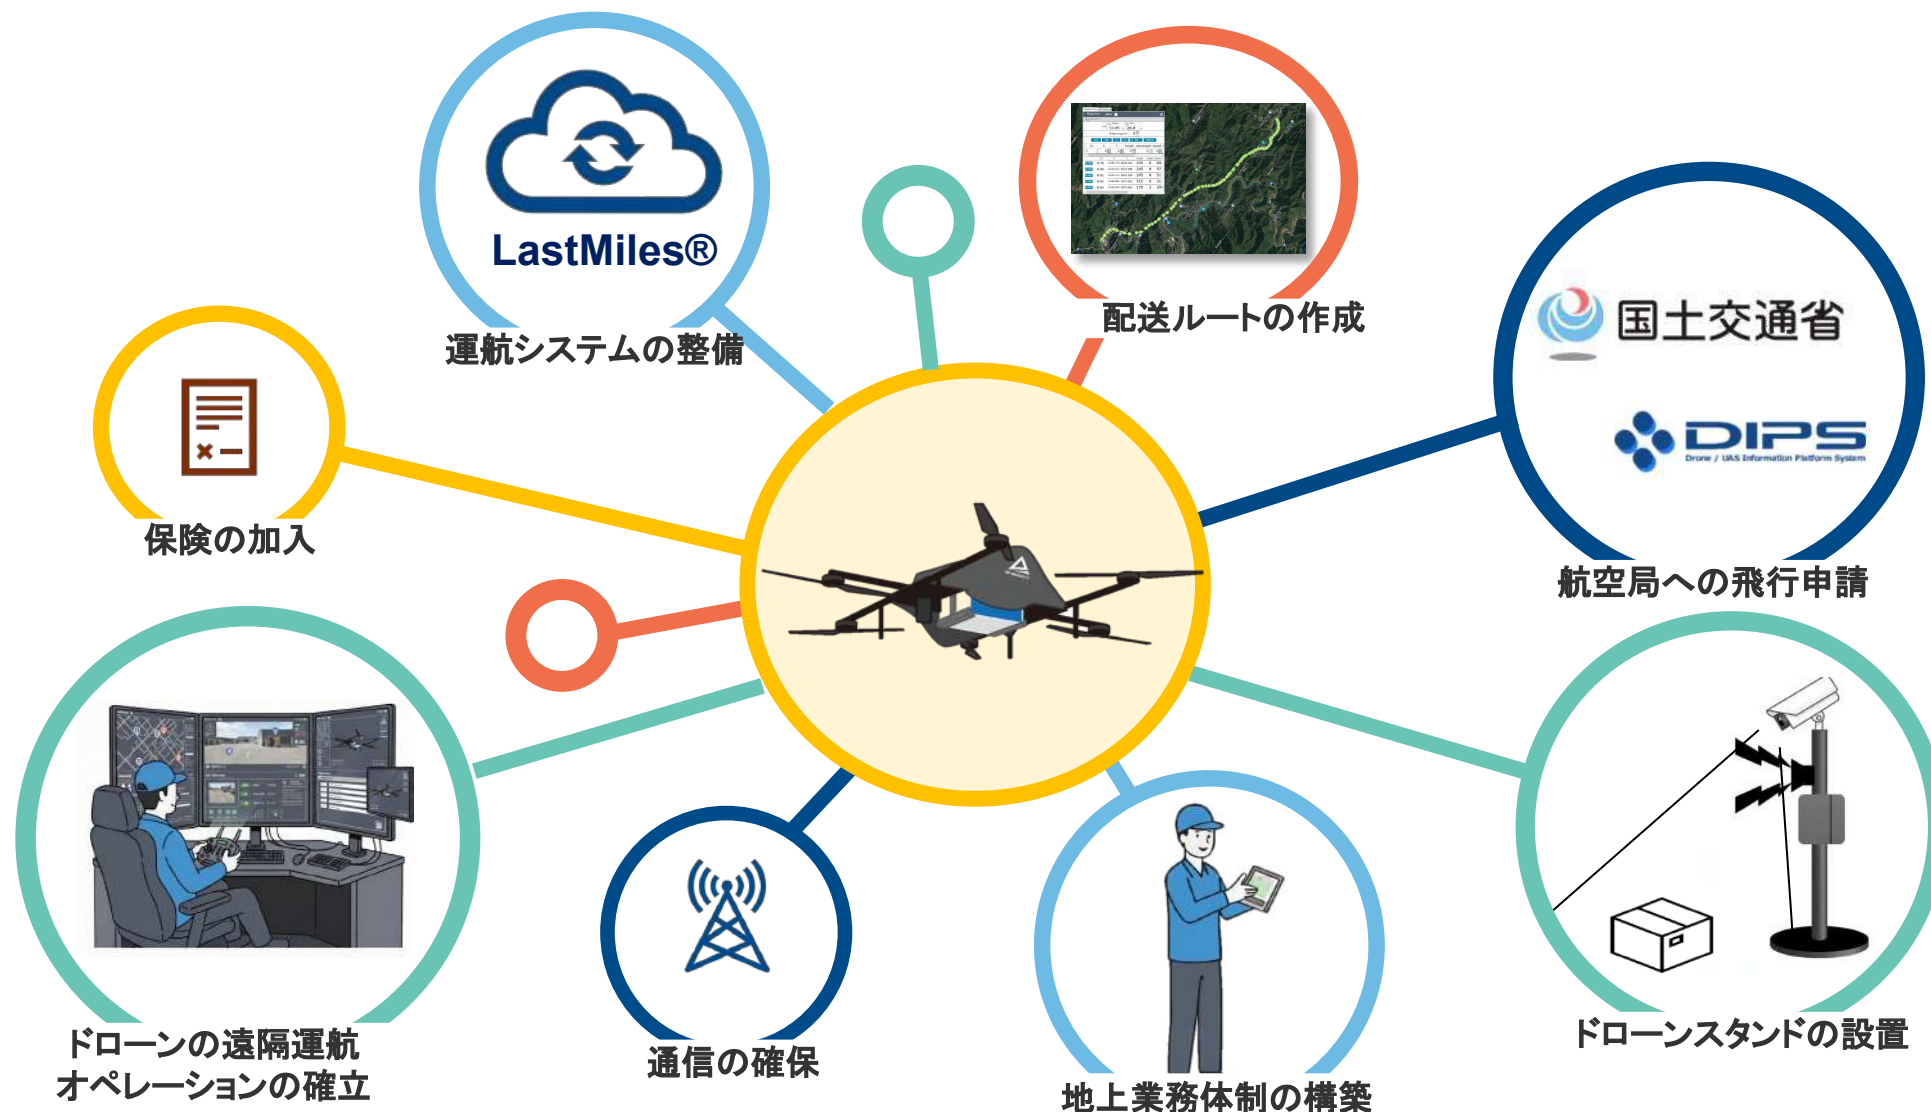 LastMiles®
運航システムの整備
配送ルートの作成
国土交通省
DIPS
Drone / UAS Information Platform System
航空局への飛行申請
保険の加入
ドローンの遠隔運航
オペレーションの確立
通信の確保
地上業務体制の構築
ドローンスタンドの設置